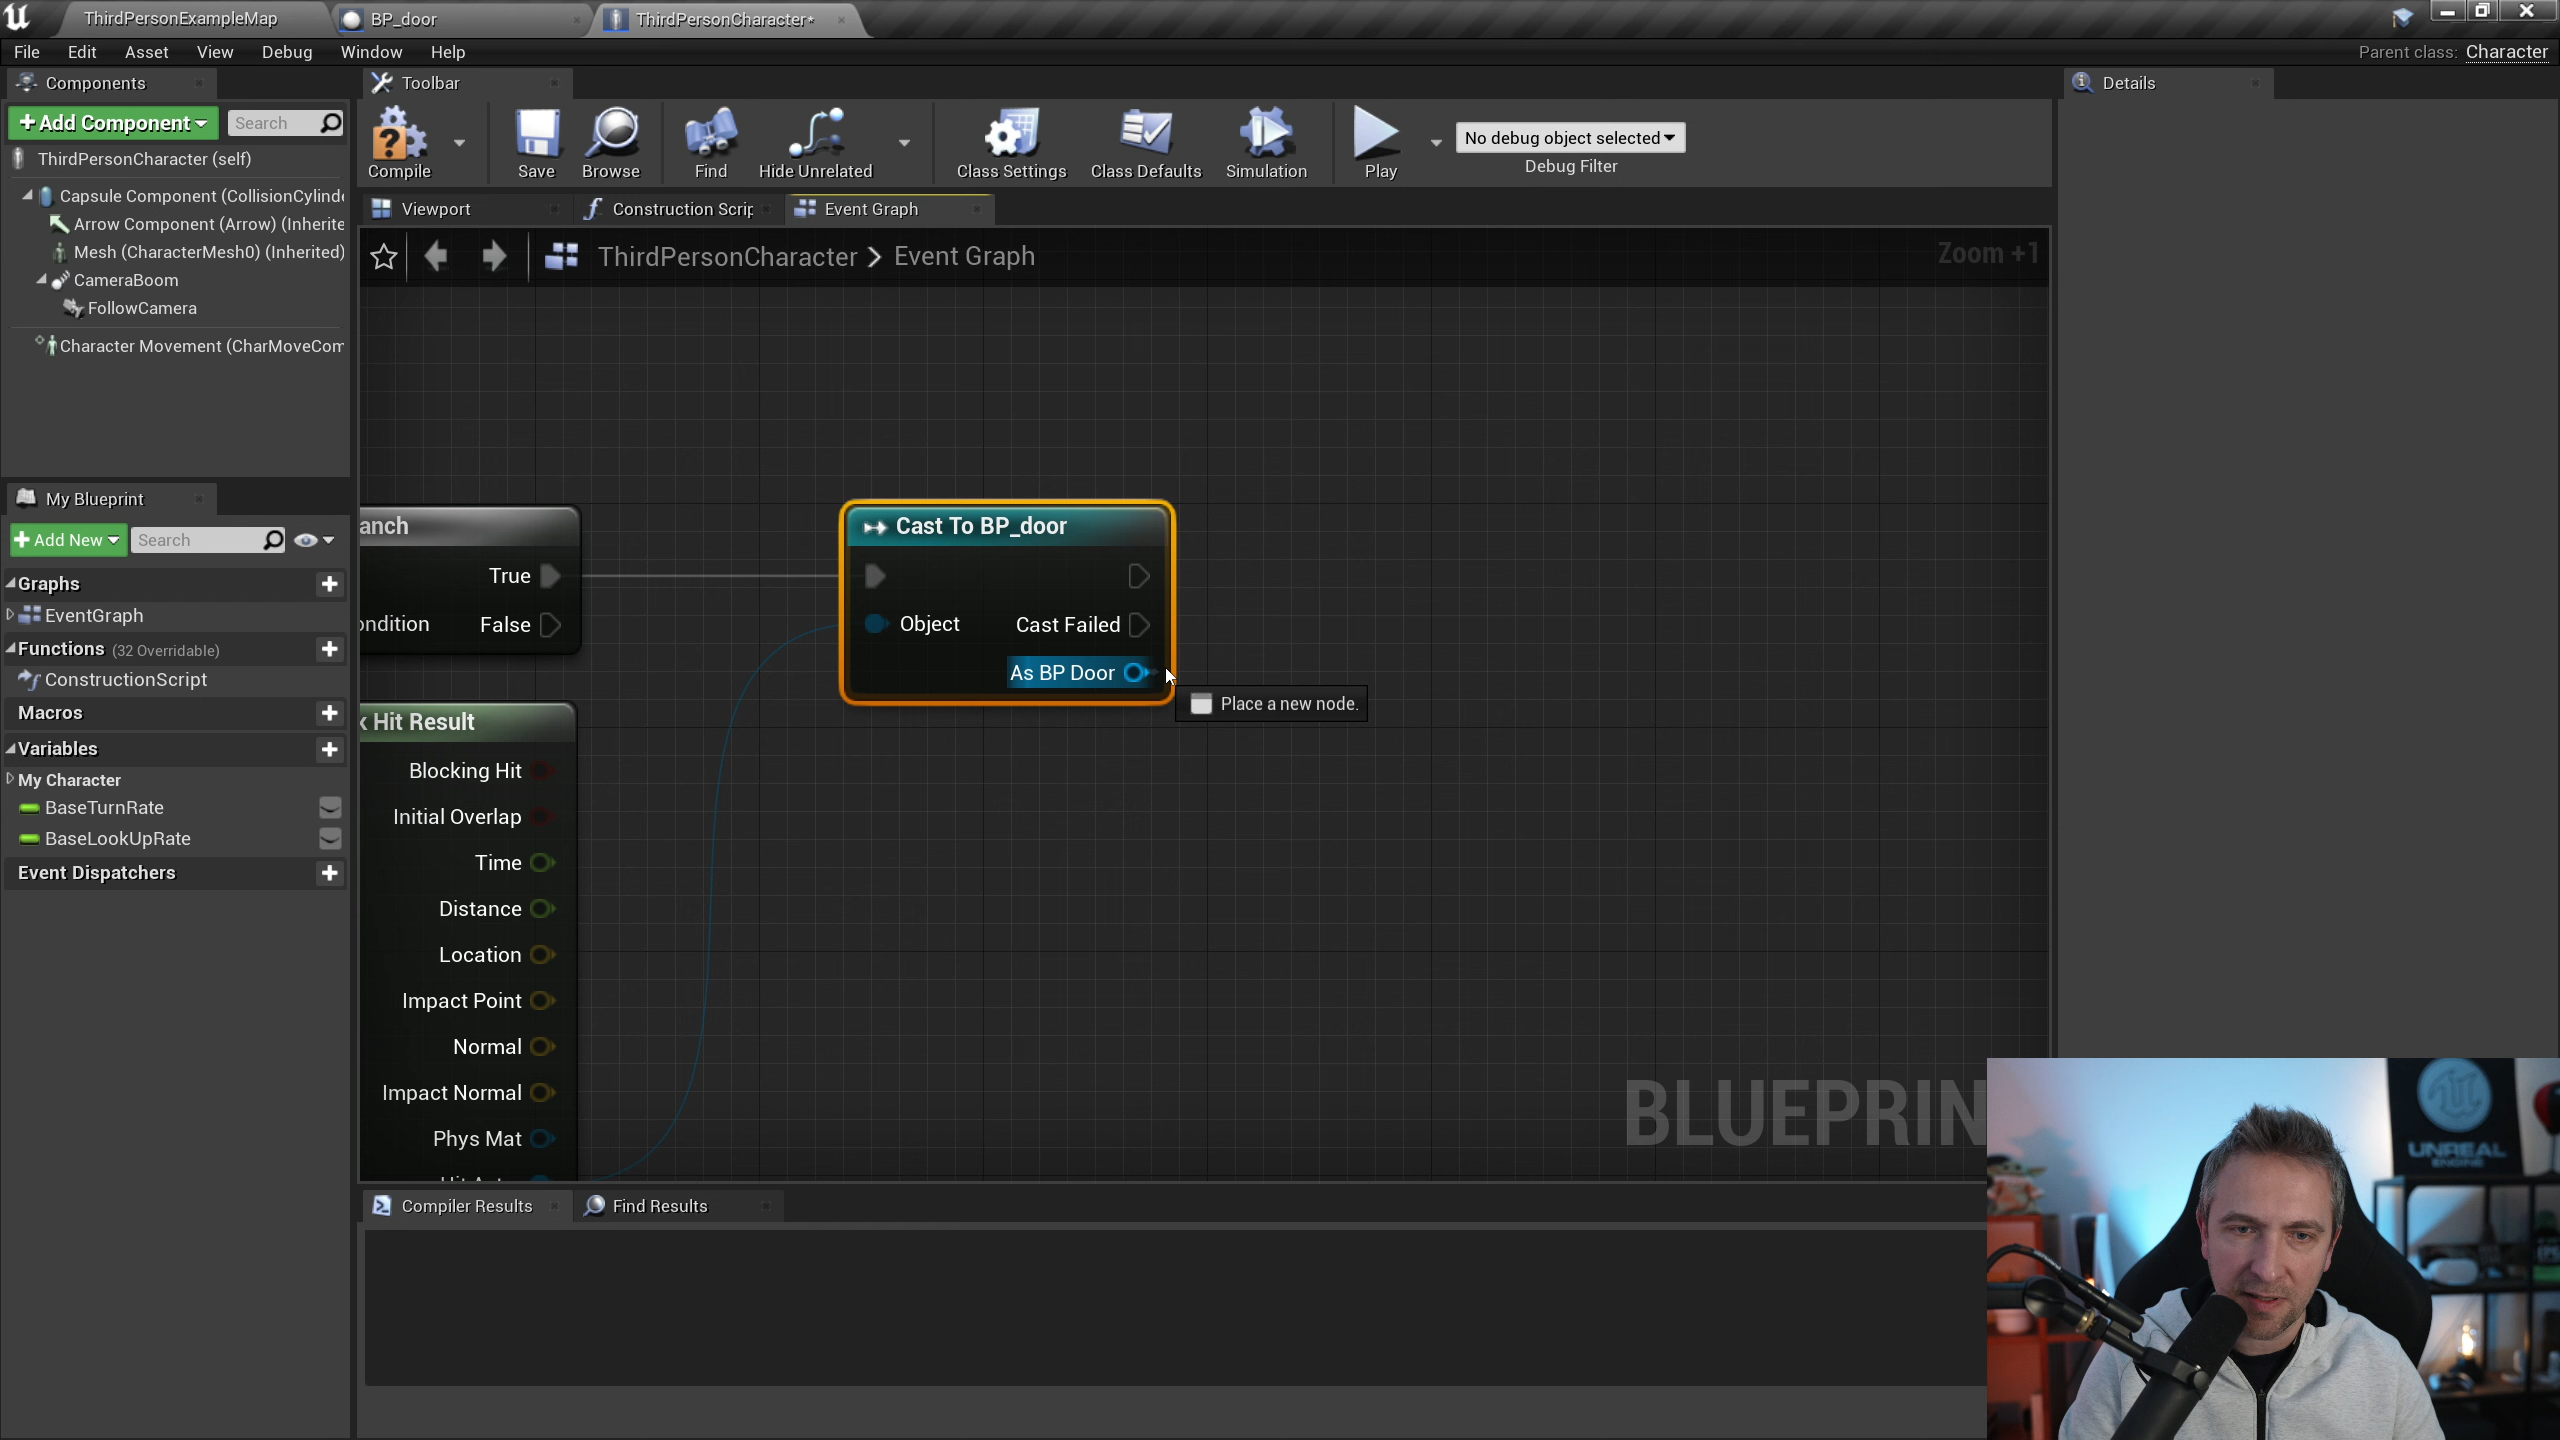 ThirdPersonExampleMap
BP_door
ThirdPersonCharacter*
File Edit Asset View Debug Window Help
Parent class: Character
Components
Toolbar
Details
+ Add Component
Search
Compile
Save
Browse
Find
Hide Unrelated
Class Settings
Class Defaults
Simulation
Play
No debug object selected
Debug Filter
ThirdPersonCharacter (self)
Capsule Component (CollisionCylinde
Arrow Component (Arrow) (Inherite
Mesh (CharacterMesh0) (Inherited)
CameraBoom
FollowCamera
Character Movement (CharMoveCom
Viewport
Construction Scrip
Event Graph
ThirdPersonCharacter > Event Graph
Zoom +1
My Blueprint
+ Add New
Search
Graphs
EventGraph
Functions (32 Overridable)
ConstructionScript
Macros
Variables
My Character
BaseTurnRate
BaseLookUpRate
Event Dispatchers
anch
True
ondition
False
Cast To BP_door
Object
Cast Failed
As BP Door
Place a new node.
k Hit Result
Blocking Hit
Initial Overlap
Time
Distance
Location
Impact Point
Normal
Impact Normal
Phys Mat
BLUEPRIN
Compiler Results
Find Results
UNREAL
ENGINE